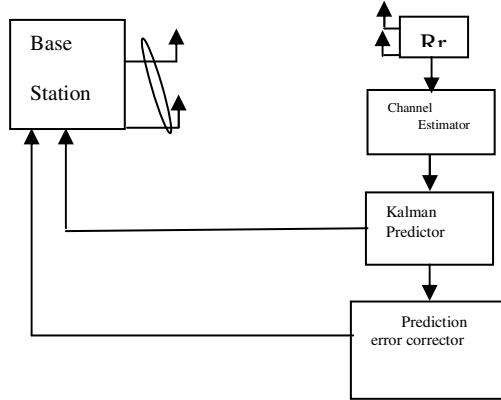 Base
Station
Rr
Channel
Estimator
Kalman
Predictor
Prediction
error corrector